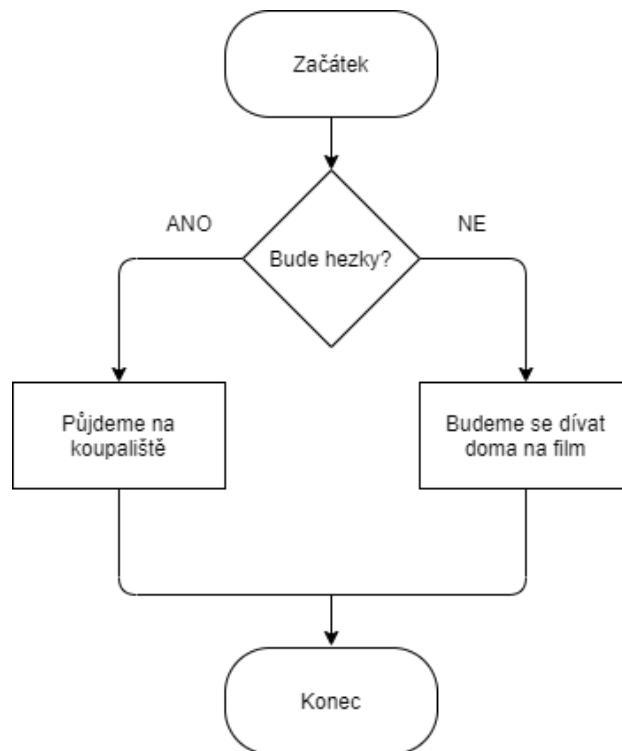 Začátek
ANO
NE
Bude hezky?
Půjdeme na
koupaliště
Budeme se dívat
doma na film
Konec